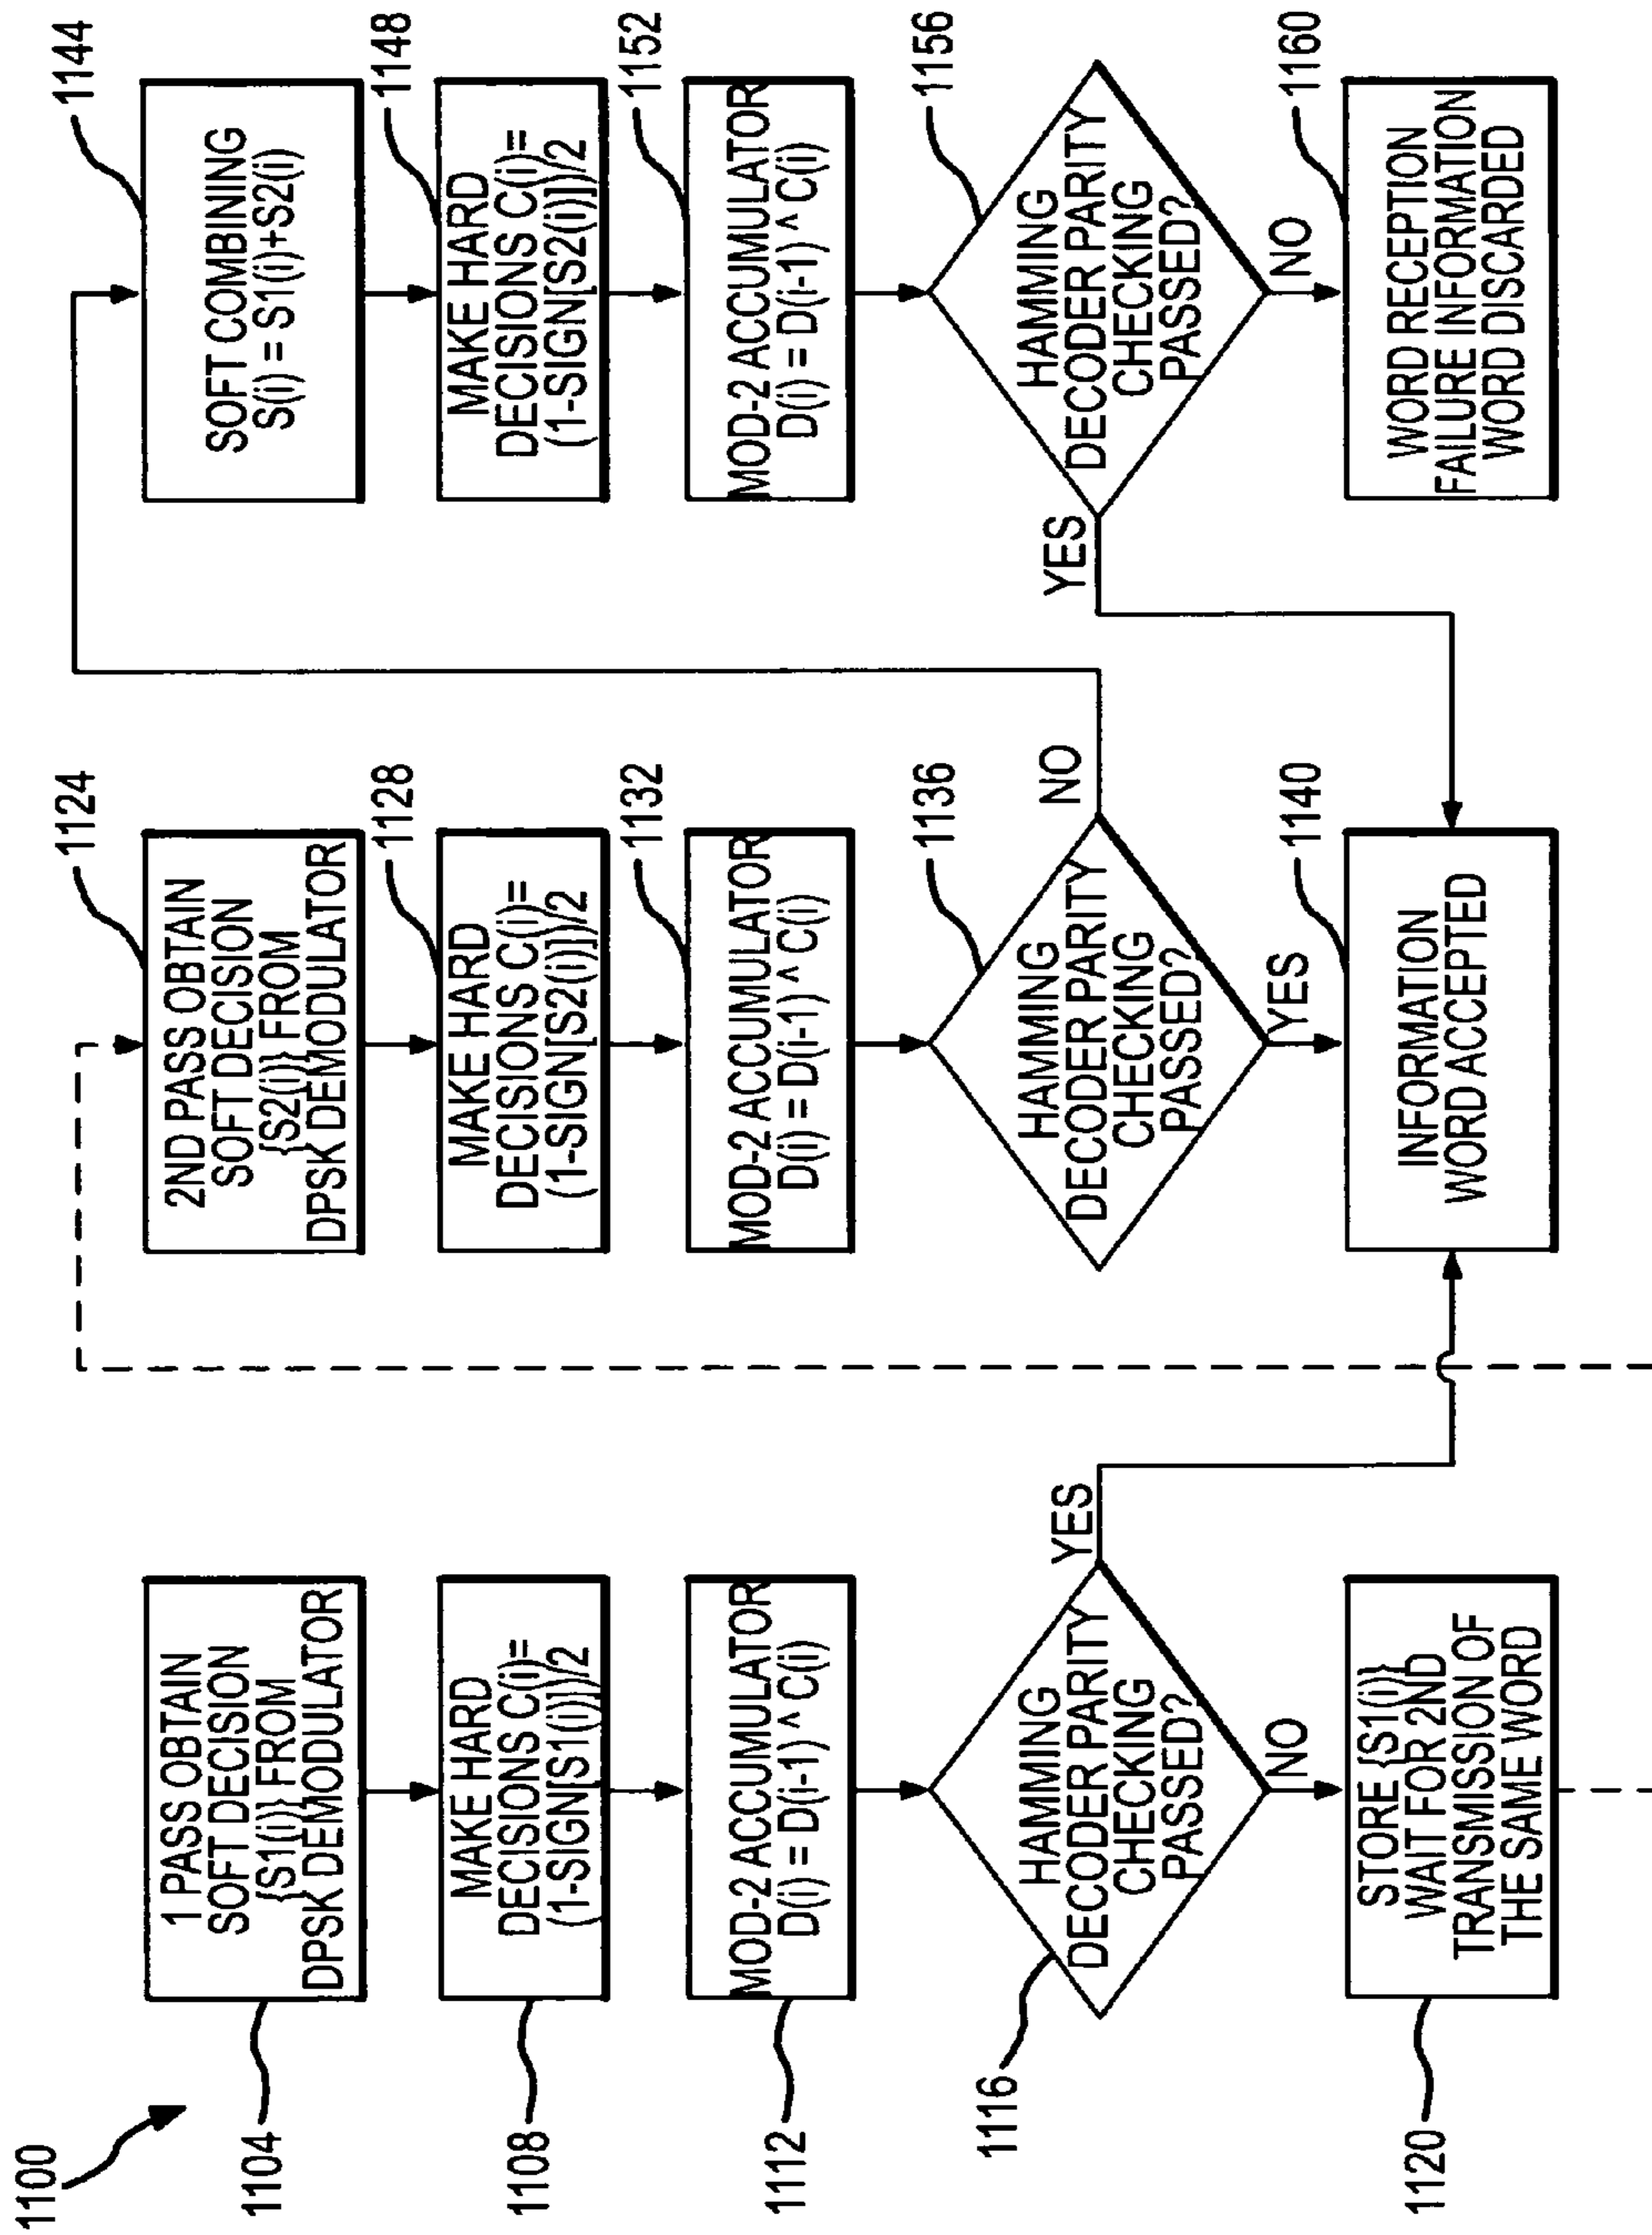 1100
1104
1 PASS OBTAIN
SOFT DECISION
{S1(i)} FROM
DPSK DEMODULATOR
1108
MAKE HARD
DECISIONS C(i)=
(1-SIGN[S1(i)])/2
1112
MOD-2 ACCUMULATOR
D(i) = D(i-1) ^ C(i)
1116
HAMMING
DECODER PARITY
CHECKING
PASSED?
YES
NO
1120
STORE {S1(i)}
WAIT FOR 2ND
TRANSMISSION OF
THE SAME WORD
1124
2ND PASS OBTAIN
SOFT DECISION
{S2(i)} FROM
DPSK DEMODULATOR
1128
MAKE HARD
DECISIONS C(i)=
(1-SIGN[S2(i)])/2
1132
MOD-2 ACCUMULATOR
D(i) = D(i-1) ^ C(i)
1136
HAMMING
DECODER PARITY
CHECKING
PASSED?
NO
YES
1140
INFORMATION
WORD ACCEPTED
1144
SOFT COMBINING
S(i) = S1(i)+S2(i)
1148
MAKE HARD
DECISIONS C(i)=
(1-SIGN[S2(i)])/2
1152
MOD-2 ACCUMULATOR
D(i) = D(i-1) ^ C(i)
1156
HAMMING
DECODER PARITY
CHECKING
PASSED?
YES
NO
1160
WORD RECEPTION
FAILURE INFORMATION
WORD DISCARDED